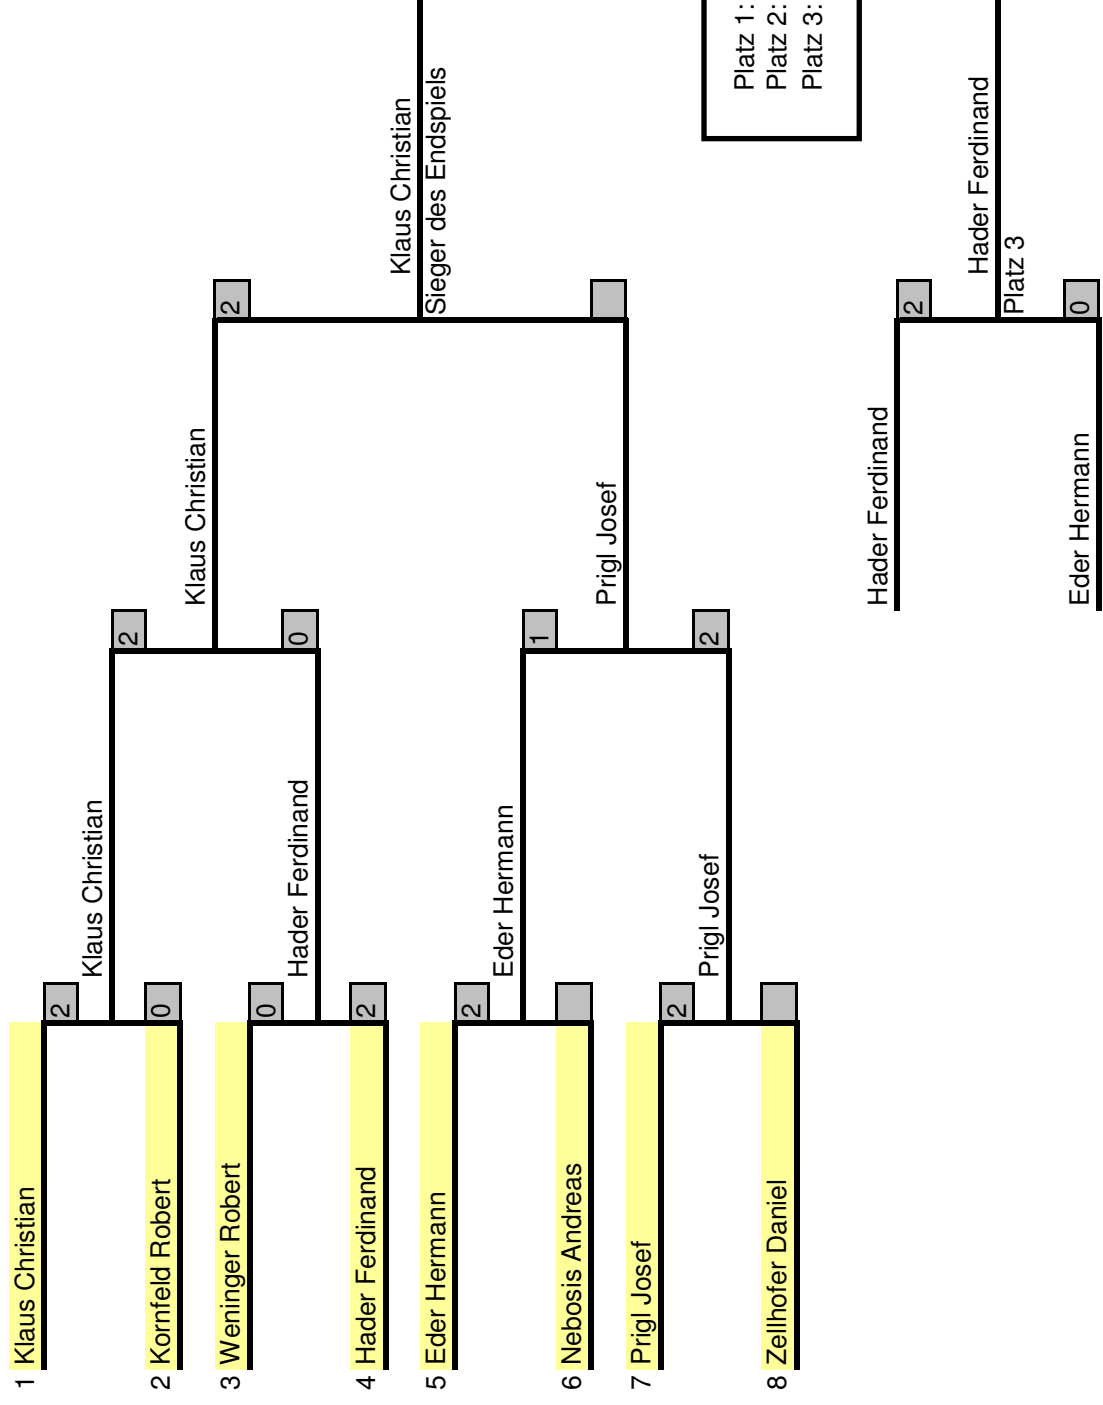 1 Klaus Christian
2
Klaus Christian
2 Kornfeld Robert
0
2
Klaus Christian
3 Weninger Robert
0
Hader Ferdinand
0
4 Hader Ferdinand
2
2
Klaus Christian
Sieger des Endspiels
5 Eder Hermann
2
Eder Hermann
1
6 Nebosis Andreas
Prigl Josef
7 Prigl Josef
2
Prigl Josef
2
8 Zellhofer Daniel
Platz 1:
Platz 2:
Platz 3:
Hader Ferdinand
2
Hader Ferdinand
Platz 3
Eder Hermann
0